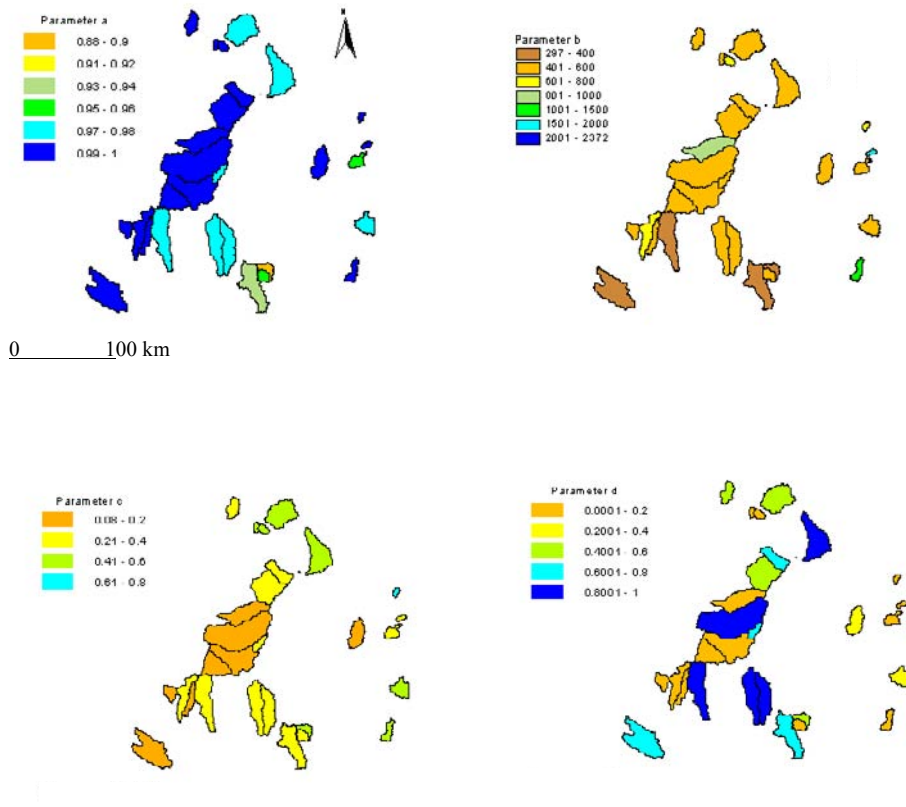 Parameter a
0.88 - 0.9
0.91 - 0.92
0.93 - 0.94
0.95 - 0.96
0.97 - 0.98
0.99 - 1
N
Parameter b
297 - 400
401 - 600
601 - 800
001 - 1000
1001 - 1500
1501 - 2000
2001 - 2372
0 100 km
Parameter c
0.08 - 0.2
0.21 - 0.4
0.41 - 0.6
0.61 - 0.8
Parameter d
0.0001 - 0.2
0.2001 - 0.4
0.4001 - 0.6
0.6001 - 0.8
0.8001 - 1